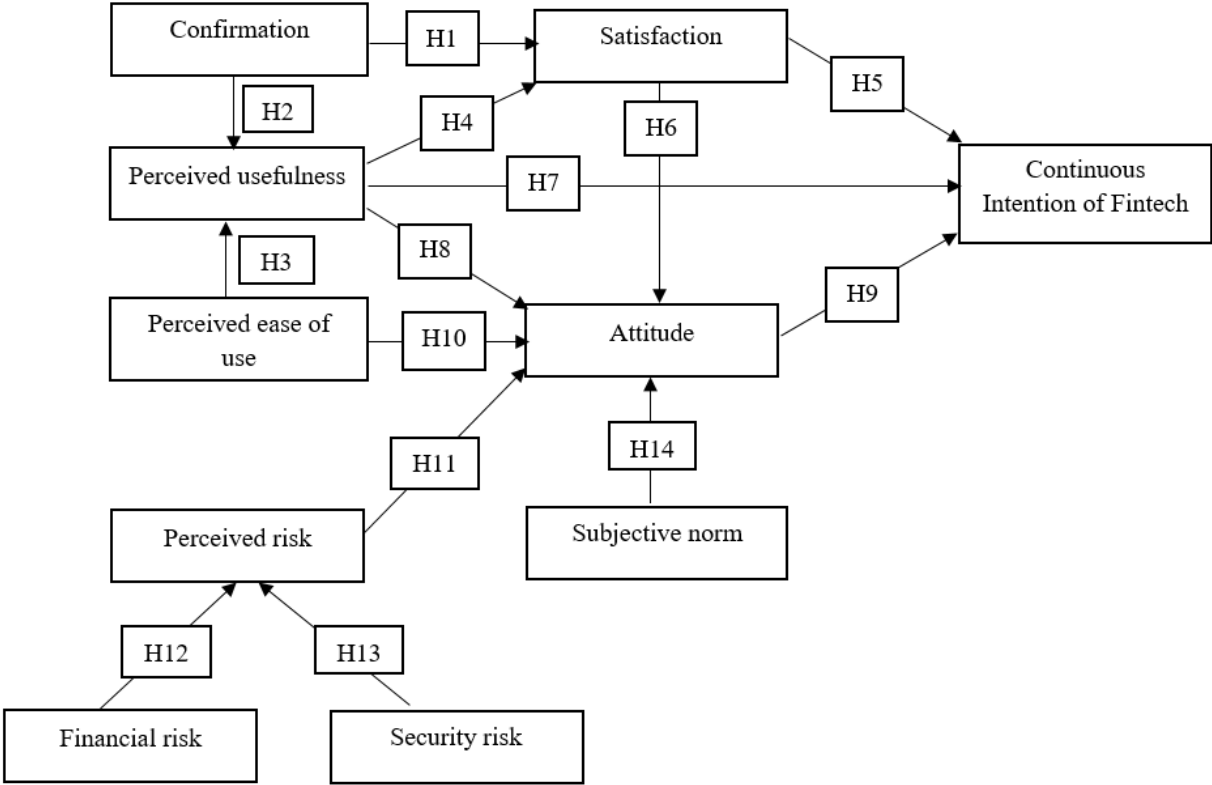 Confirmation
H1
Satisfaction
H5
H2
H4
H6
Perceived usefulness
H7
Continuous
Intention of Fintech
H3
H8
H9
Perceived ease of
use
H10
Attitude
H11
H14
Perceived risk
Subjective norm
H12
H13
Financial risk
Security risk